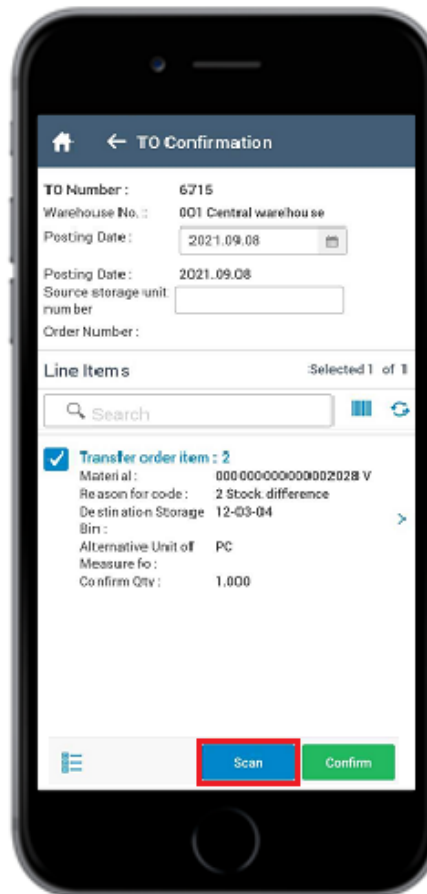 ← TO Confirmation
TO Number : 6715
Warehouse No. : 001 Central warehouse
Posting Date : 2021.09.08
Posting Date : 2021.09.08
Source storage unit
number
Order Number :
Line Items Selected 1 of 1
Search
Transfer order item : 2
Material : 000000000000002028 V
Reason for code : 2 Stock difference
Destination Storage 12-03-04
Bin :
Alternative Unit of PC
Measure fo :
Confirm Qty : 1.000
Scan Confirm